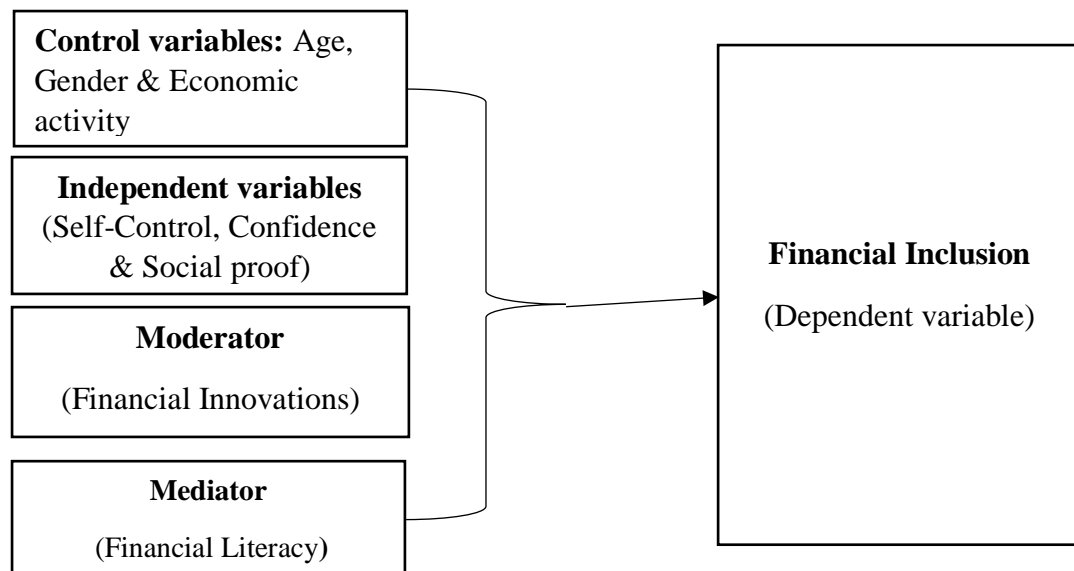 Control variables: Age,
Gender & Economic
activity
Independent variables
(Self-Control, Confidence
& Social proof)
Moderator
(Financial Innovations)
Mediator
(Financial Literacy)
Financial Inclusion
(Dependent variable)